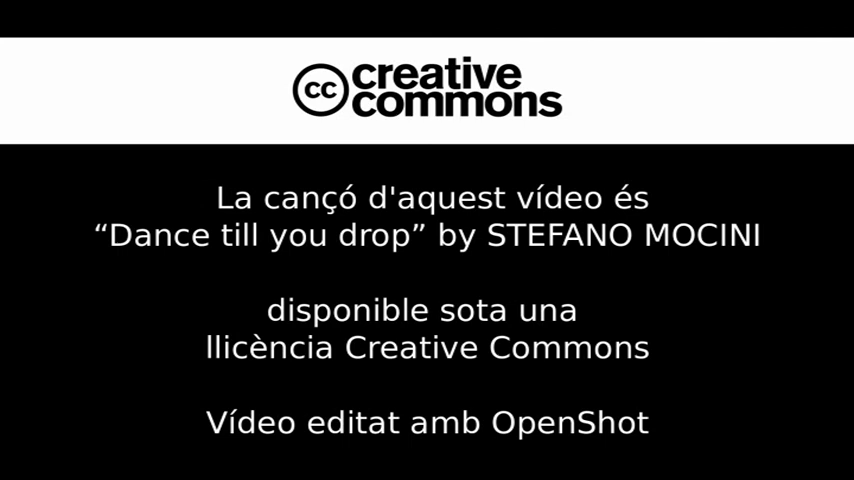 cc creative
commons
La cançó d'aquest vídeo és
“Dance till you drop” by STEFANO MOCINI
disponible sota una
llicència Creative Commons
Vídeo editat amb OpenShot